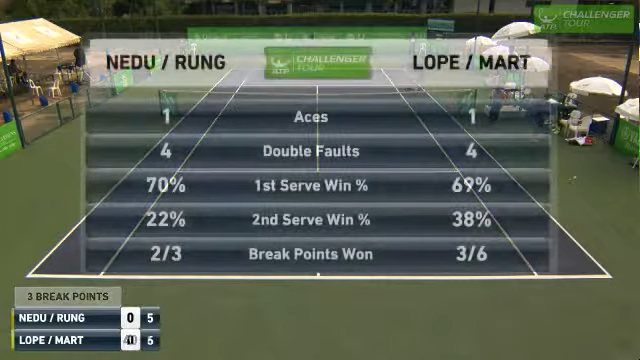 CHALLENGER
TOUR
NEDU / RUNG
ATP
CHALLENGER
TOUR
LOPE / MART
1 Aces 1
4 Double Faults 4
70% 1st Serve Win % 69%
22% 2nd Serve Win % 38%
2/3 Break Points Won 3/6
3 BREAK POINTS
NEDU / RUNG 0 5
LOPE / MART 40 6